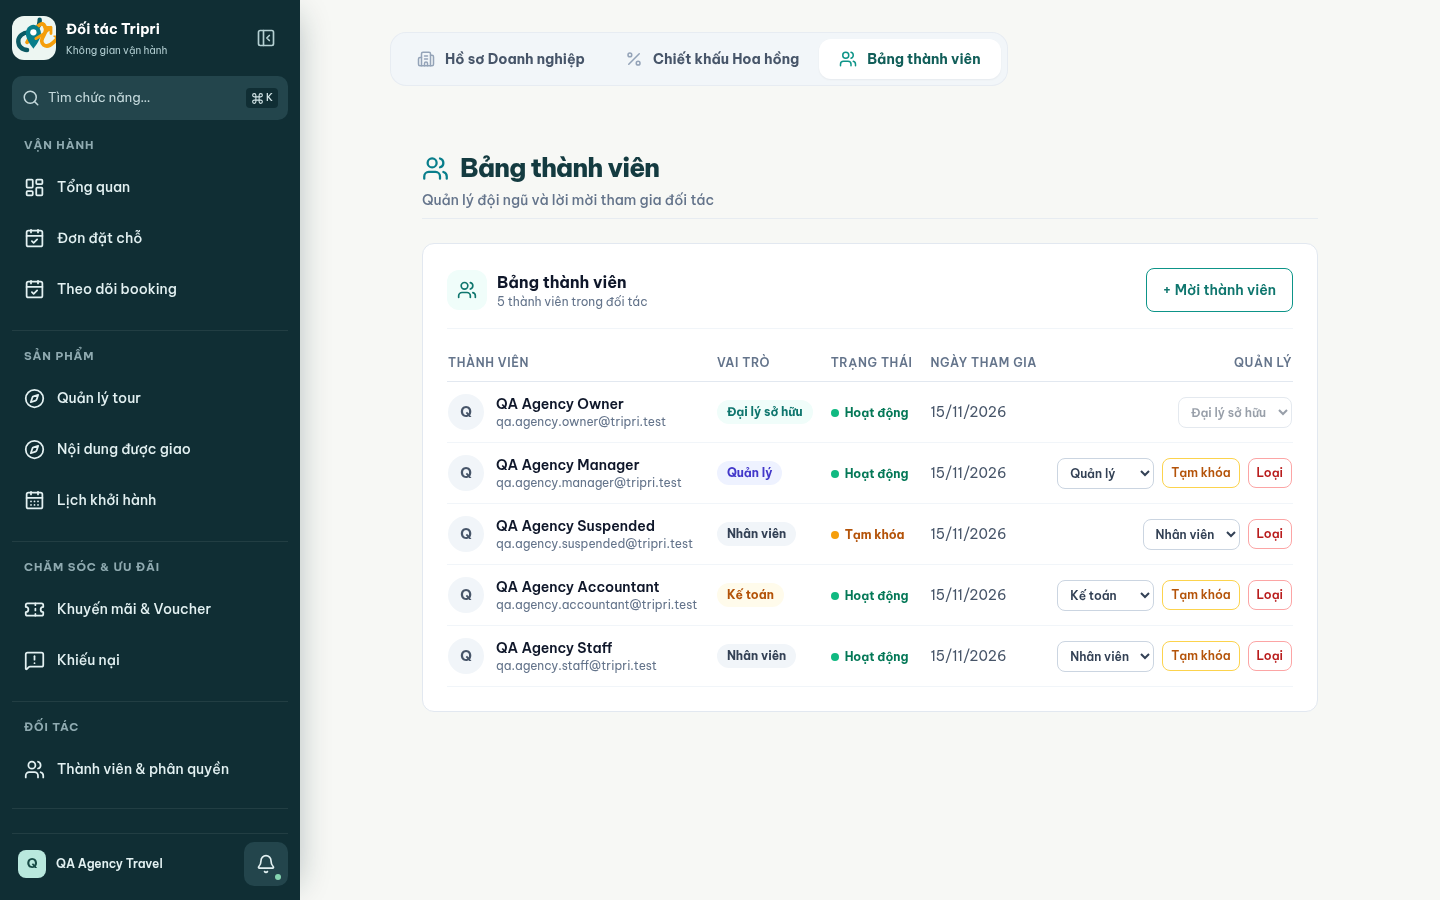 Đối tác Tripri
Không gian vận hành
Tìm chức năng...
⌘ K
VẬN HÀNH
Tổng quan
Đơn đặt chỗ
Theo dõi booking
SẢN PHẨM
Quản lý tour
Nội dung được giao
Lịch khởi hành
CHĂM SÓC & ƯU ĐÃI
Khuyến mãi & Voucher
Khiếu nại
ĐỐI TÁC
Thành viên & phân quyền
Q QA Agency Travel
Hồ sơ Doanh nghiệp
Chiết khấu Hoa hồng
Bảng thành viên
Bảng thành viên
Quản lý đội ngũ và lời mời tham gia đối tác
Bảng thành viên
5 thành viên trong đối tác
+ Mời thành viên
THÀNH VIÊN VAI TRÒ TRẠNG THÁI NGÀY THAM GIA QUẢN LÝ
Q QA Agency Owner Đại lý sở hữu Hoạt động 15/11/2026 Đại lý sở hữu
qa.agency.owner@tripri.test
Q QA Agency Manager Quản lý Hoạt động 15/11/2026 Quản lý Tạm khóa Loại
qa.agency.manager@tripri.test
Q QA Agency Suspended Nhân viên Tạm khóa 15/11/2026 Nhân viên Loại
qa.agency.suspended@tripri.test
Q QA Agency Accountant Kế toán Hoạt động 15/11/2026 Kế toán Tạm khóa Loại
qa.agency.accountant@tripri.test
Q QA Agency Staff Nhân viên Hoạt động 15/11/2026 Nhân viên Tạm khóa Loại
qa.agency.staff@tripri.test